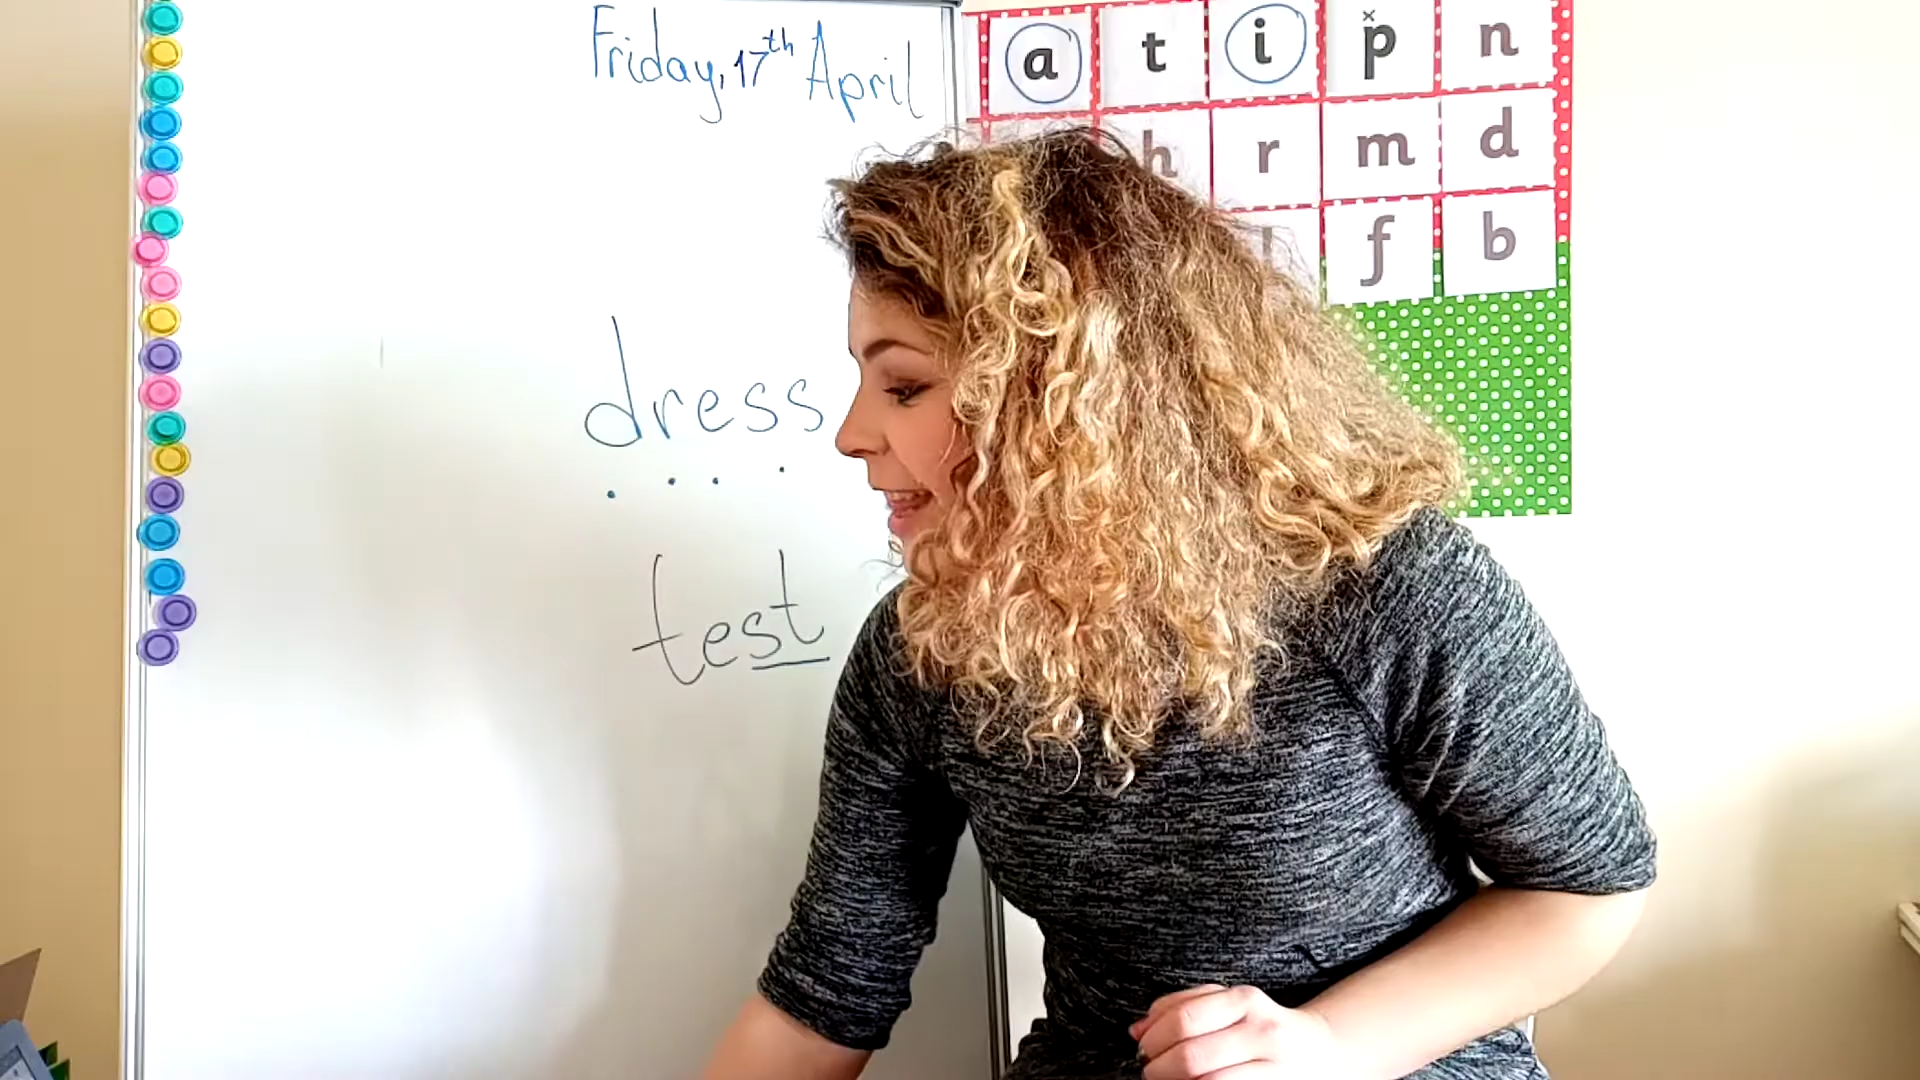 Friday, 17th April
dress
test
a t i p n
h r m d
f b